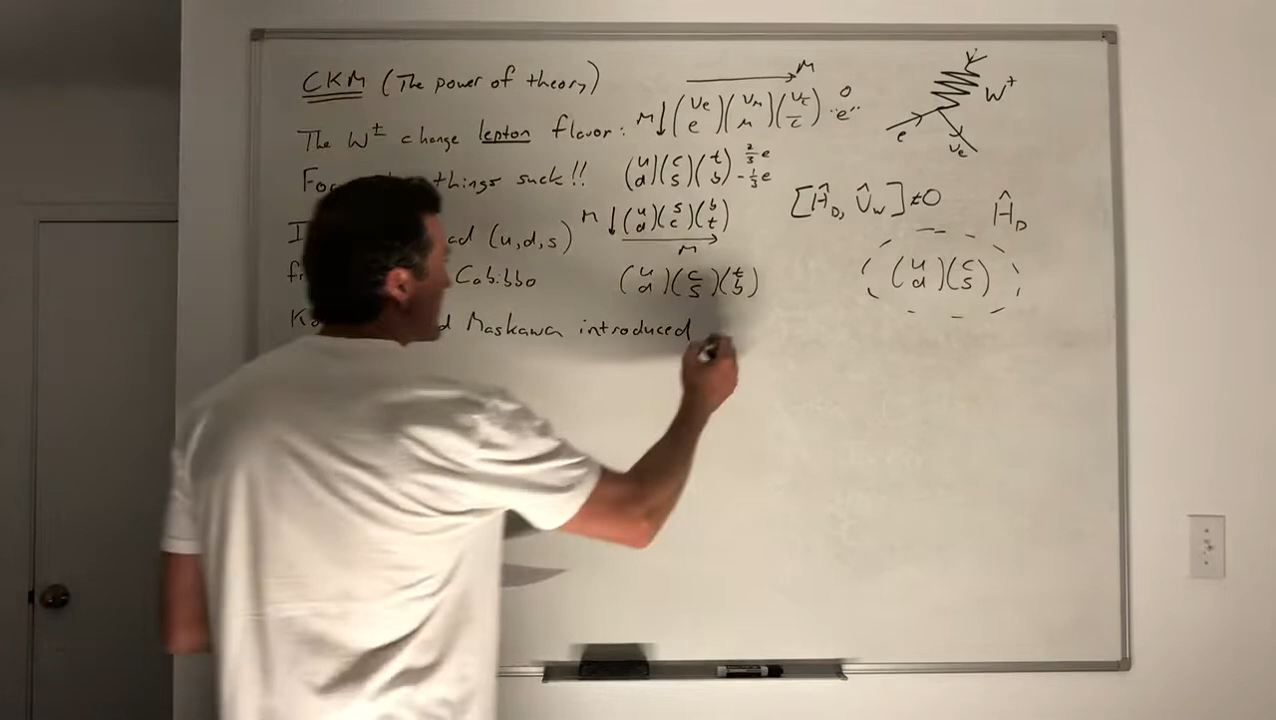 CKM (The power of theory)
The W± change lepton flavor: M↓ (νe e)(νμ μ)(ντ τ) 0 "e" → M
For things suck!! (u d)(c s)(t b) 2/3 e -1/3 e
(u,d,s) M↓ (u d)(s c)(b t) → M
Cabibbo (u d)(c s)(t b)
Maskawa introduced
e νe W⁺
[Ĥ_D, Û_W] ≠ 0 Ĥ_D
(u d)(c s)